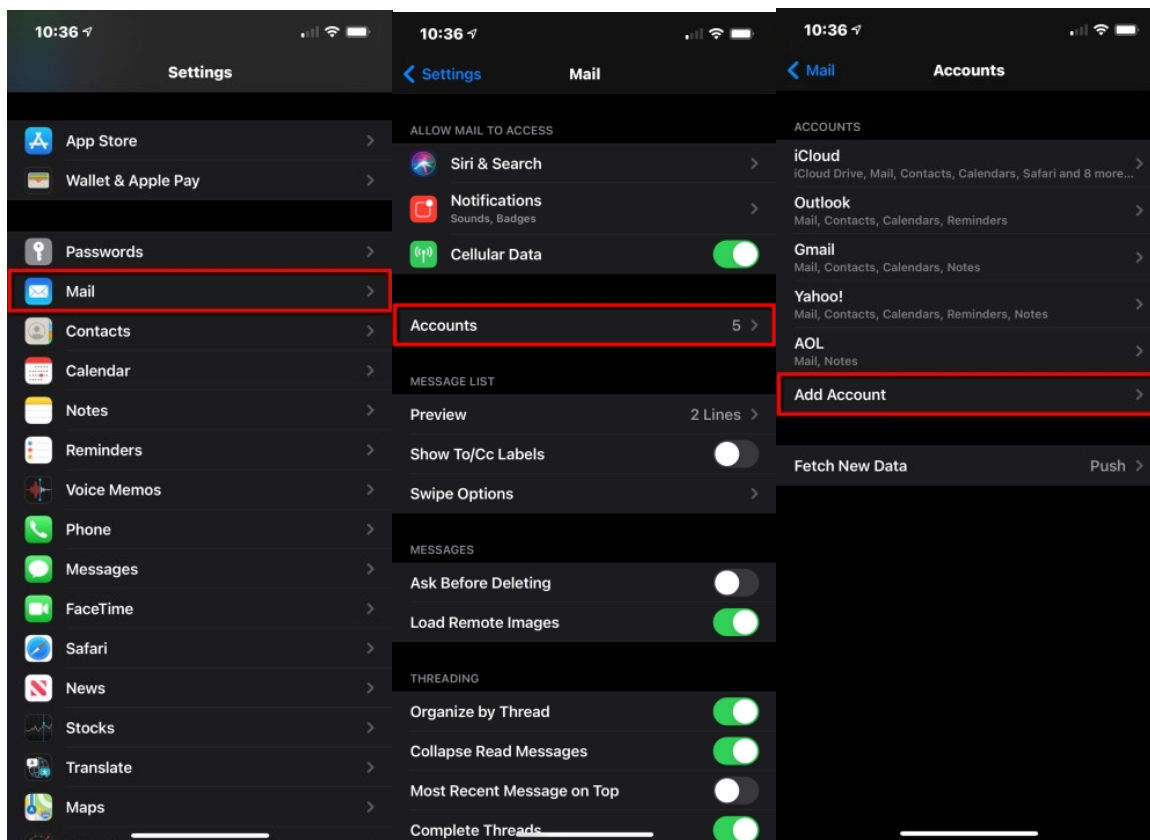 10:36
Settings
App Store
Wallet & Apple Pay
Passwords
Mail
Contacts
Calendar
Notes
Reminders
Voice Memos
Phone
Messages
FaceTime
Safari
News
Stocks
Translate
Maps
10:36
Settings
Mail
ALLOW MAIL TO ACCESS
Siri & Search
Notifications
Sounds, Badges
Cellular Data
Accounts 5
MESSAGE LIST
Preview 2 Lines
Show To/Cc Labels
Swipe Options
MESSAGES
Ask Before Deleting
Load Remote Images
THREADING
Organize by Thread
Collapse Read Messages
Most Recent Message on Top
Complete Threads
10:36
Mail
Accounts
ACCOUNTS
iCloud
iCloud Drive, Mail, Contacts, Calendars, Safari and 8 more...
Outlook
Mail, Contacts, Calendars, Reminders
Gmail
Mail, Contacts, Calendars, Notes
Yahoo!
Mail, Contacts, Calendars, Reminders, Notes
AOL
Mail, Notes
Add Account
Fetch New Data Push